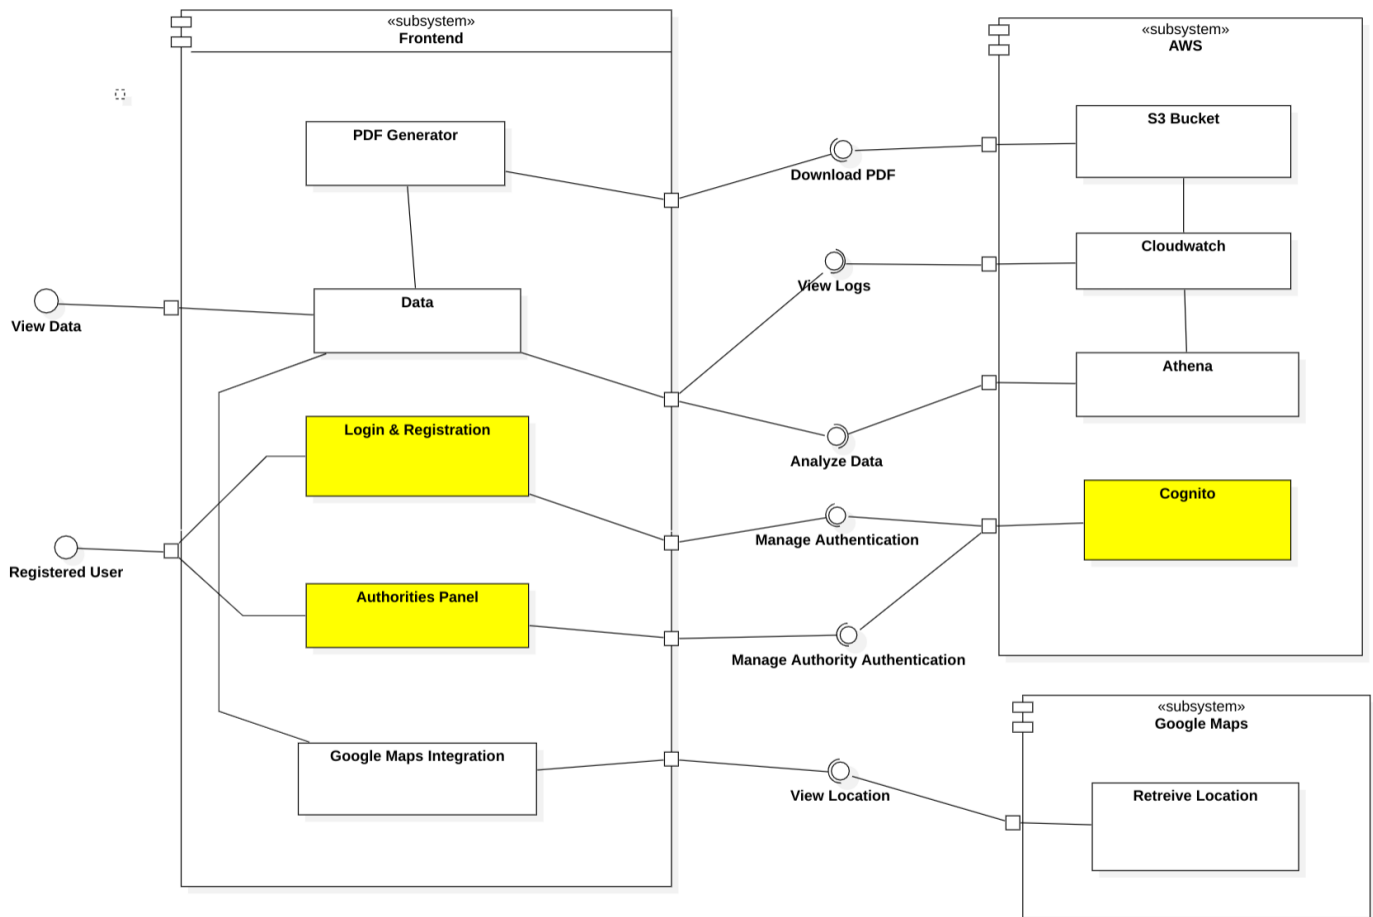 «subsystem»
Frontend
PDF Generator
Data
Login & Registration
Authorities Panel
Google Maps Integration
View Data
Registered User
Download PDF
View Logs
Analyze Data
Manage Authentication
Manage Authority Authentication
View Location
«subsystem»
AWS
S3 Bucket
Cloudwatch
Athena
Cognito
«subsystem»
Google Maps
Retreive Location